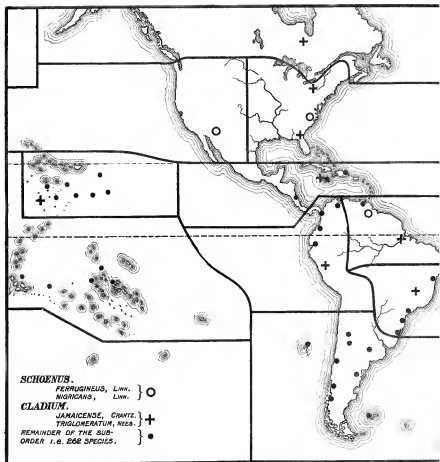 SCHOENUS.
FERRUGINEUS, LINN.
NIGRICANS, LINN. } O
CLADIUM.
JAMAICENSE, CRANTZ.
TRIGLOMERATUM, NEES. } +
REMAINDER OF THE SUB-
ORDER i.e. 262 SPECIES. } •